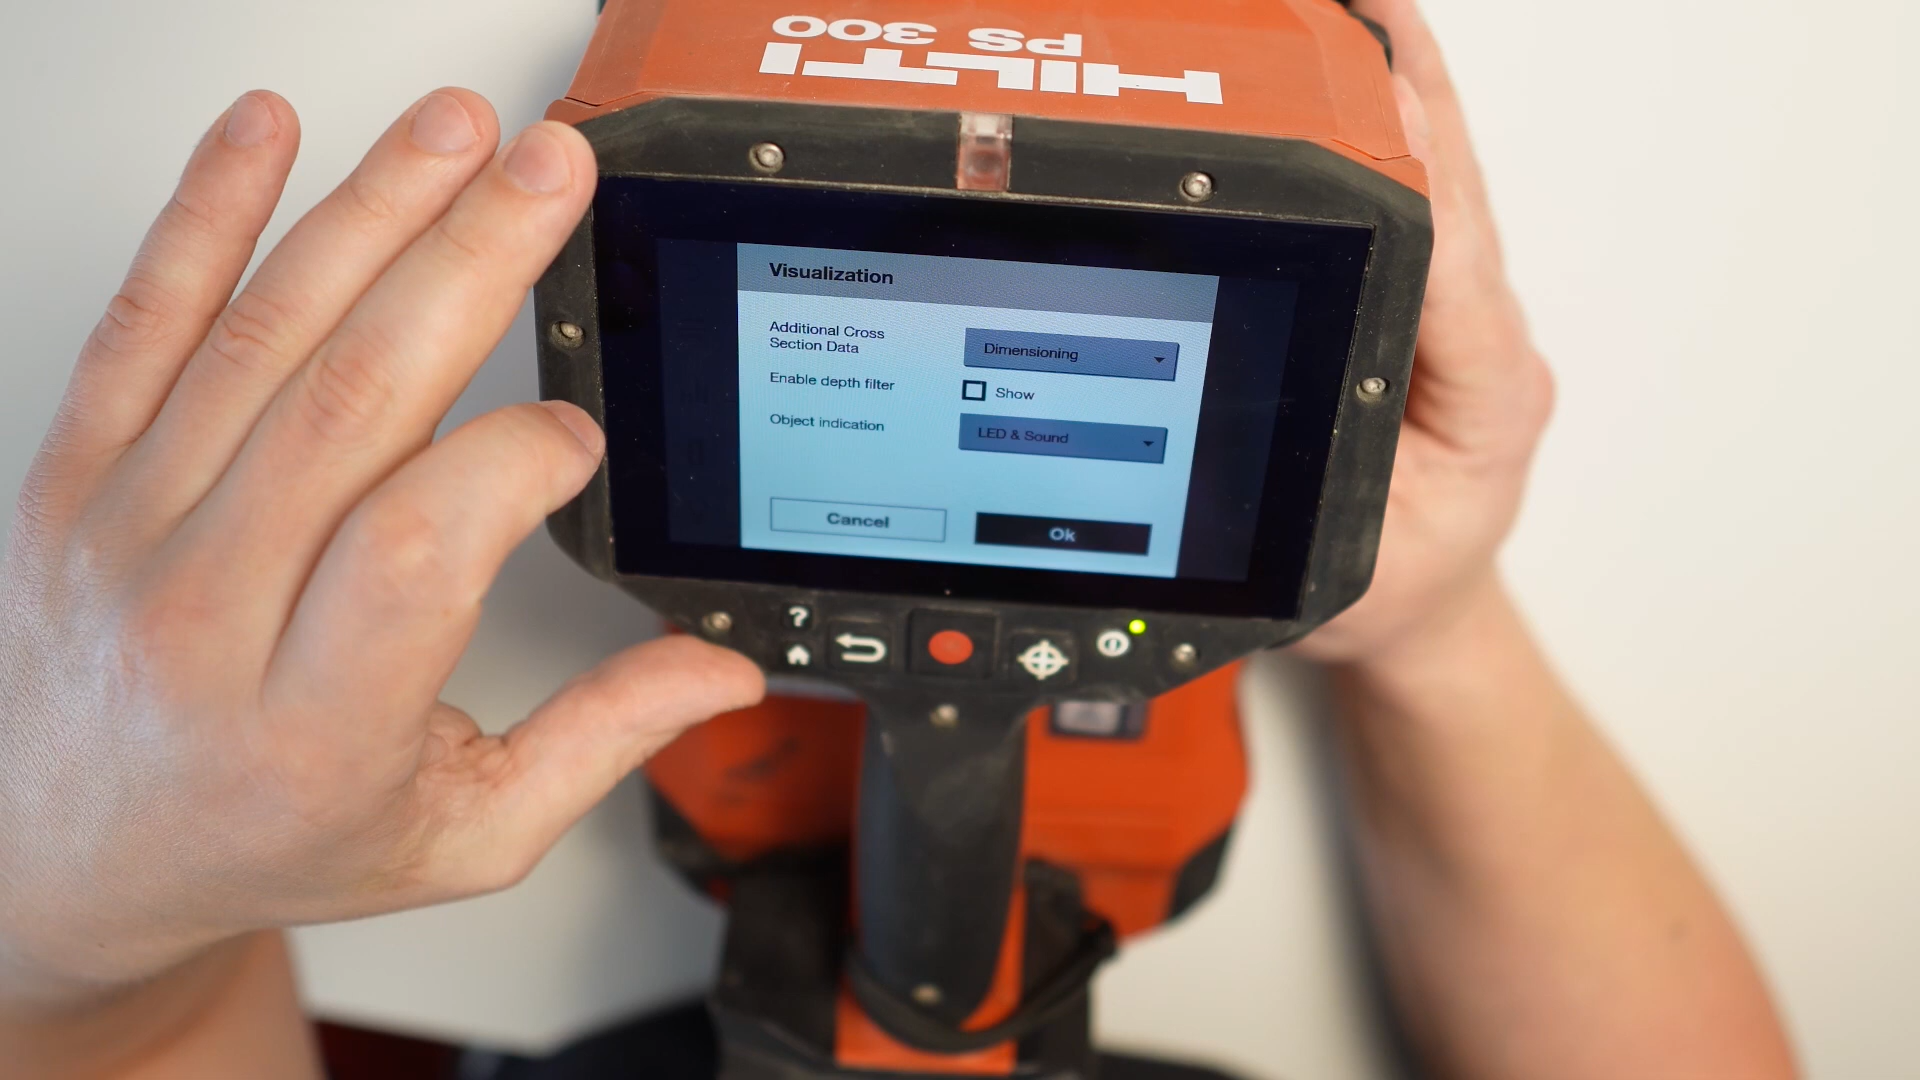 HILTI
PS 300
Visualization
Additional Cross
Section Data
Dimensioning
Enable depth filter
Show
Object indication
LED & Sound
Cancel
Ok
?